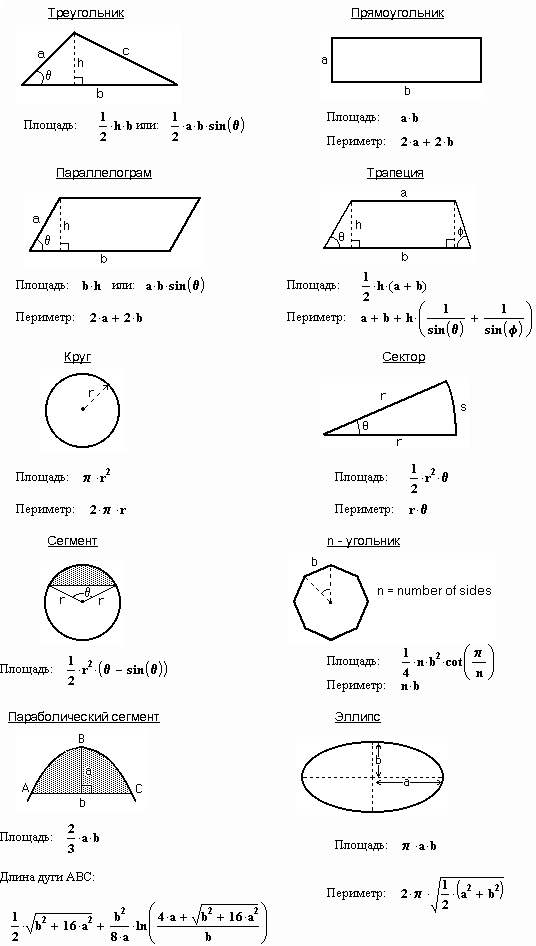 Треугольник
a
c
h
θ
b
Площадь: 1/2·h·b или: 1/2·a·b·sin(θ)
Прямоугольник
a
b
Площадь: a·b
Периметр: 2·a + 2·b
Параллелограм
a
h
θ
b
Площадь: b·h или: a·b·sin(θ)
Периметр: 2·a + 2·b
Трапеция
a
h
θ
ϕ
b
Площадь: 1/2·h·(a + b)
Периметр: a + b + h·(1/sin(θ) + 1/sin(ϕ))
Круг
r
Площадь: π·r²
Периметр: 2·π·r
Сектор
r
s
θ
r
Площадь: 1/2·r²·θ
Периметр: r·θ
Сегмент
θ
r r
Площадь: 1/2·r²·(θ − sin(θ))
n - угольник
b
n = number of sides
Площадь: 1/4·n·b²·cot(π/n)
Периметр: n·b
Параболический сегмент
B
a
A C
b
Площадь: 2/3·a·b
Длина дуги ABC:
1/2·√(b² + 16·a²) + b²/(8·a)·ln((4·a + √(b² + 16·a²))/b)
Эллипс
b
a
Площадь: π·a·b
Периметр: 2·π·√(1/2·(a² + b²))